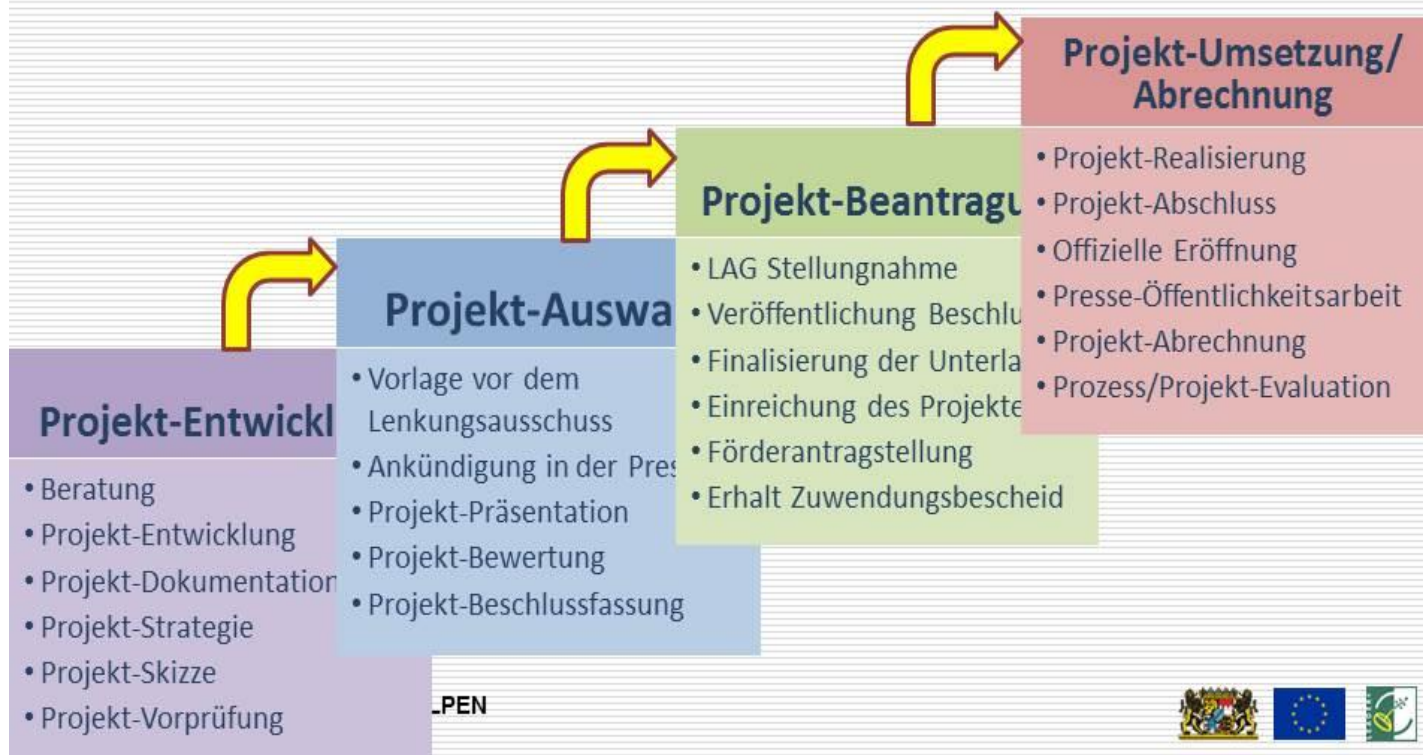 Projekt-Entwickl
• Beratung
• Projekt-Entwicklung
• Projekt-Dokumentation
• Projekt-Strategie
• Projekt-Skizze
• Projekt-Vorprüfung
Projekt-Auswa
• Vorlage vor dem
Lenkungsausschuss
• Ankündigung in der Pres
• Projekt-Präsentation
• Projekt-Bewertung
• Projekt-Beschlussfassung
Projekt-Beantragu
• LAG Stellungnahme
• Veröffentlichung Beschlu
• Finalisierung der Unterla
• Einreichung des Projekte
• Förderantragstellung
• Erhalt Zuwendungsbescheid
Projekt-Umsetzung/
Abrechnung
• Projekt-Realisierung
• Projekt-Abschluss
• Offizielle Eröffnung
• Presse-Öffentlichkeitsarbeit
• Projekt-Abrechnung
• Prozess/Projekt-Evaluation
LPEN